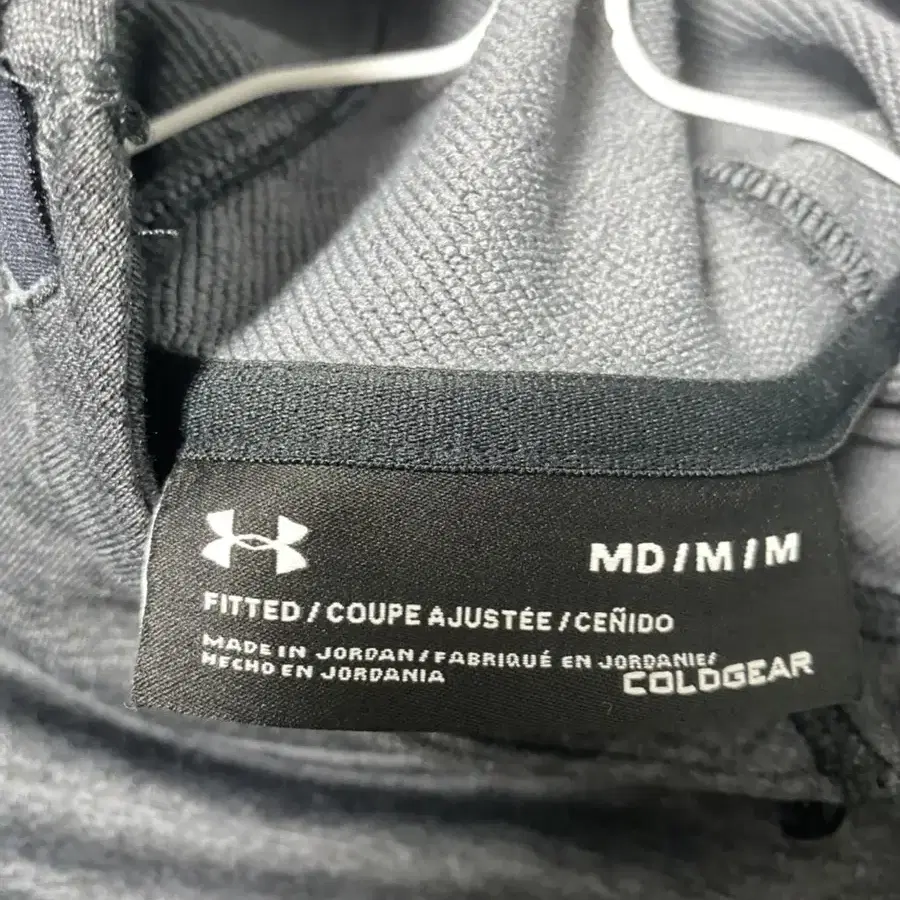 MD / M / M
FITTED / COUPE AJUSTÉE / CEÑIDO
MADE IN JORDAN / FABRIQUÉ EN JORDANIE/
HECHO EN JORDANIA
COLDGEAR